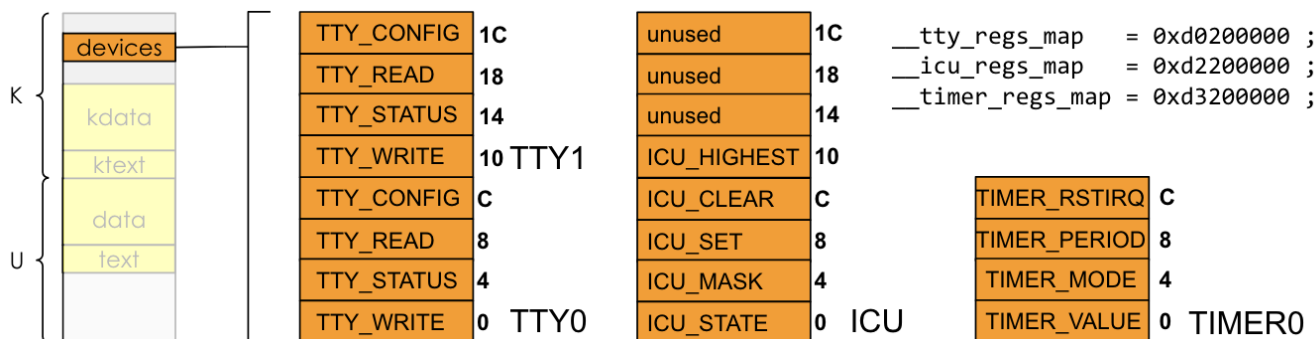 K
U
devices
kdata
ktext
data
text
TTY_CONFIG 1C
TTY_READ 18
TTY_STATUS 14
TTY_WRITE 10 TTY1
TTY_CONFIG C
TTY_READ 8
TTY_STATUS 4
TTY_WRITE 0 TTY0
unused 1C
unused 18
unused 14
ICU_HIGHEST 10
ICU_CLEAR C
ICU_SET 8
ICU_MASK 4
ICU_STATE 0 ICU
__tty_regs_map = 0xd0200000 ;
__icu_regs_map = 0xd2200000 ;
__timer_regs_map = 0xd3200000 ;
TIMER_RSTIRQ C
TIMER_PERIOD 8
TIMER_MODE 4
TIMER_VALUE 0 TIMER0